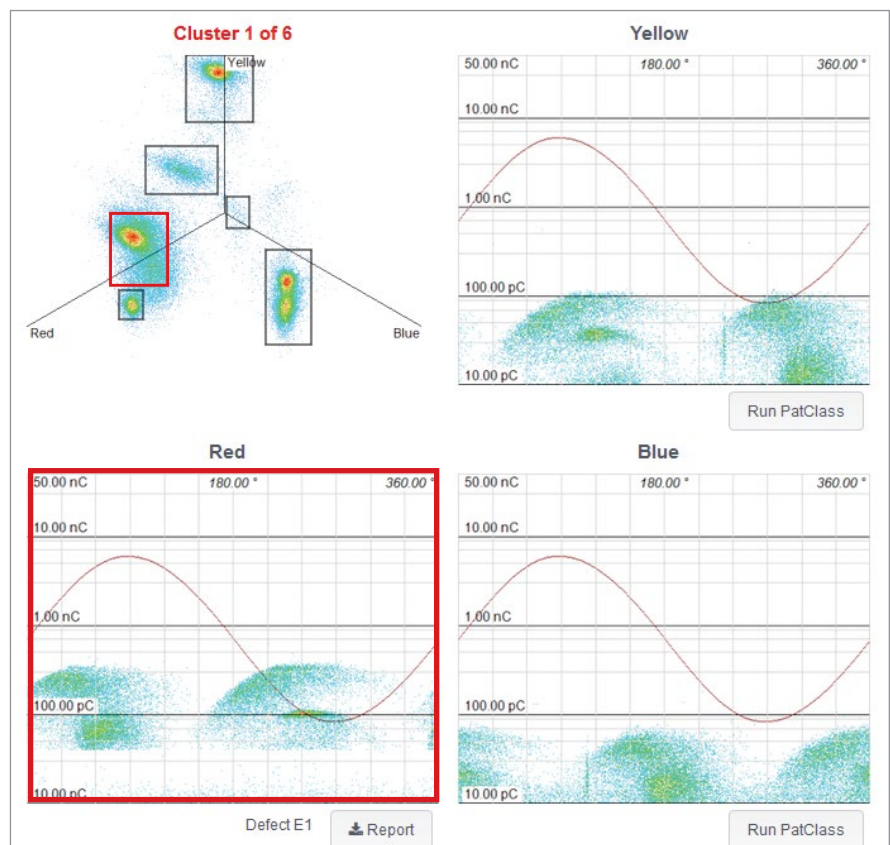 Cluster 1 of 6
Yellow
Red
Blue
Yellow
50.00 nC
180.00 °
360.00 °
10.00 nC
1.00 nC
100.00 pC
10.00 pC
Run PatClass
Red
50.00 nC
180.00 °
360.00 °
10.00 nC
1.00 nC
100.00 pC
10.00 pC
Defect E1
Report
Blue
50.00 nC
180.00 °
360.00 °
10.00 nC
1.00 nC
100.00 pC
10.00 pC
Run PatClass